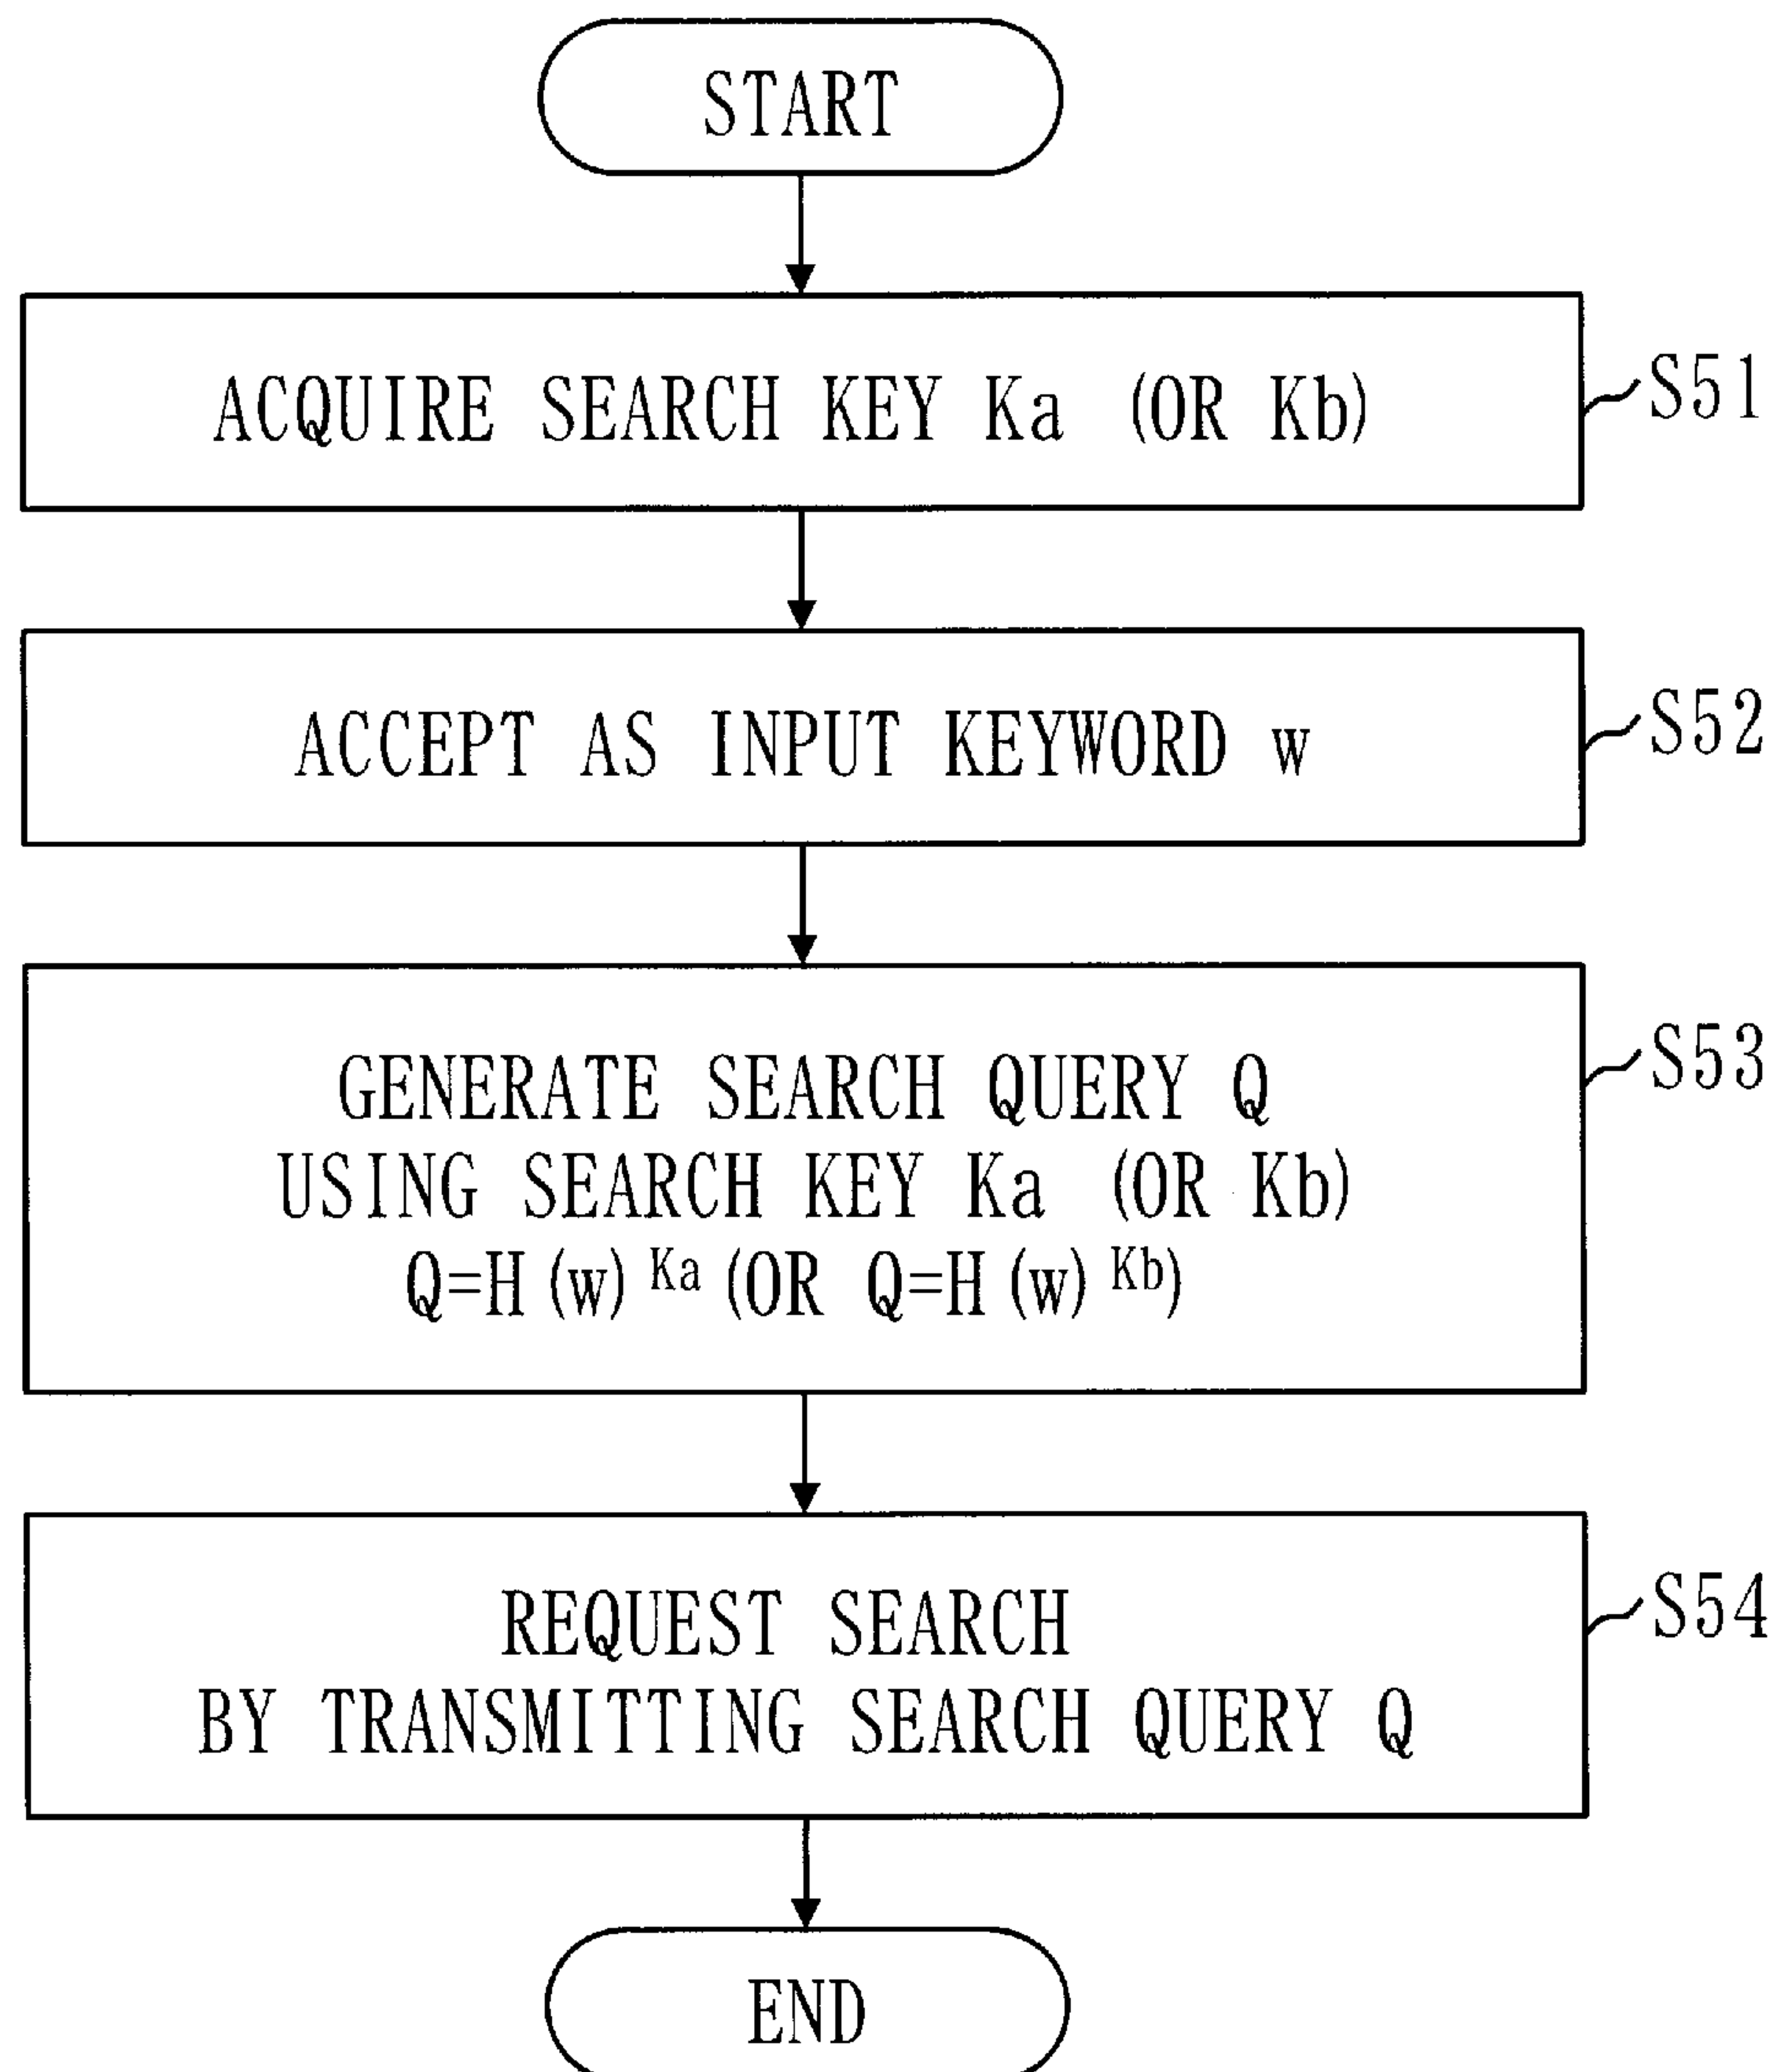 START
ACQUIRE SEARCH KEY Ka (OR Kb)
S51
ACCEPT AS INPUT KEYWORD w
S52
GENERATE SEARCH QUERY Q
S53
USING SEARCH KEY Ka (OR Kb)
Q=H(w)^Ka (OR Q=H(w)^Kb)
REQUEST SEARCH
S54
BY TRANSMITTING SEARCH QUERY Q
END